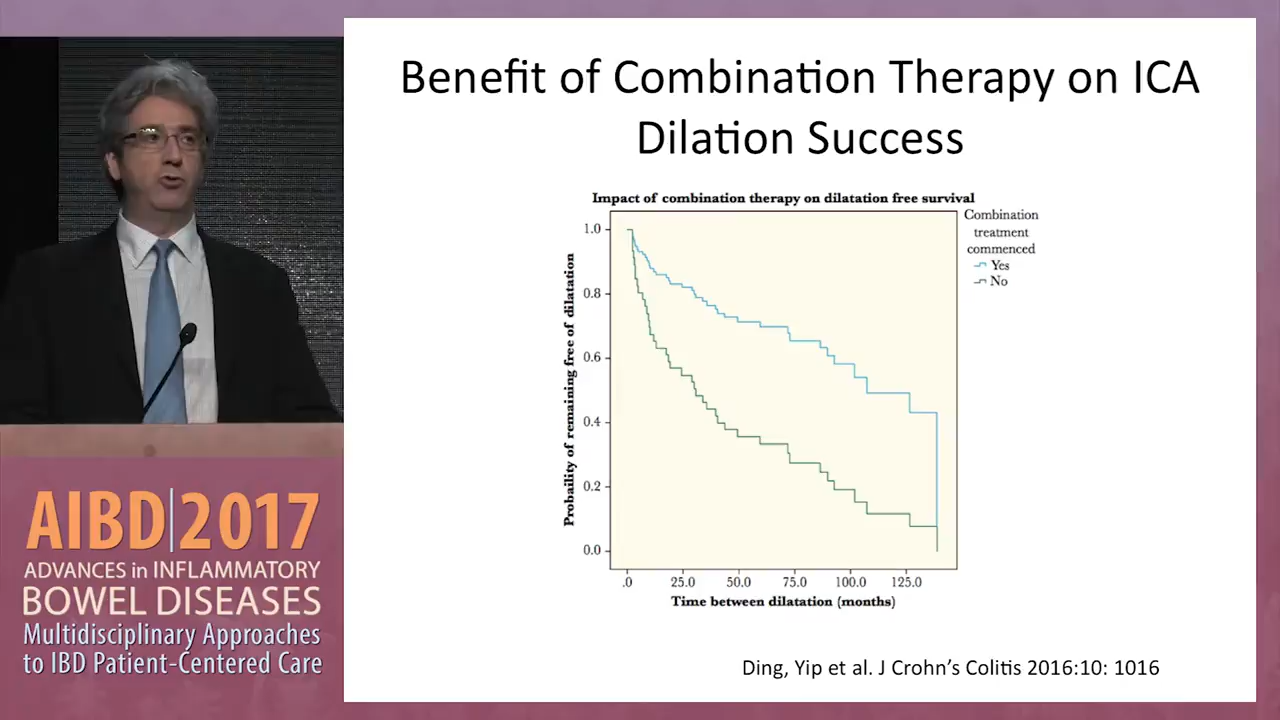 Benefit of Combination Therapy on ICA
Dilation Success
Impact of combination therapy on dilatation free survival
Combination
treatment
commenced
Yes
No
Probaility of remaining free of dilatation
1.0
0.8
0.6
0.4
0.2
0.0
.0 25.0 50.0 75.0 100.0 125.0
Time between dilatation (months)
Ding, Yip et al. J Crohn's Colitis 2016:10: 1016
AIBD|2017
ADVANCES in INFLAMMATORY
BOWEL DISEASES
Multidisciplinary Approaches
to IBD Patient-Centered Care